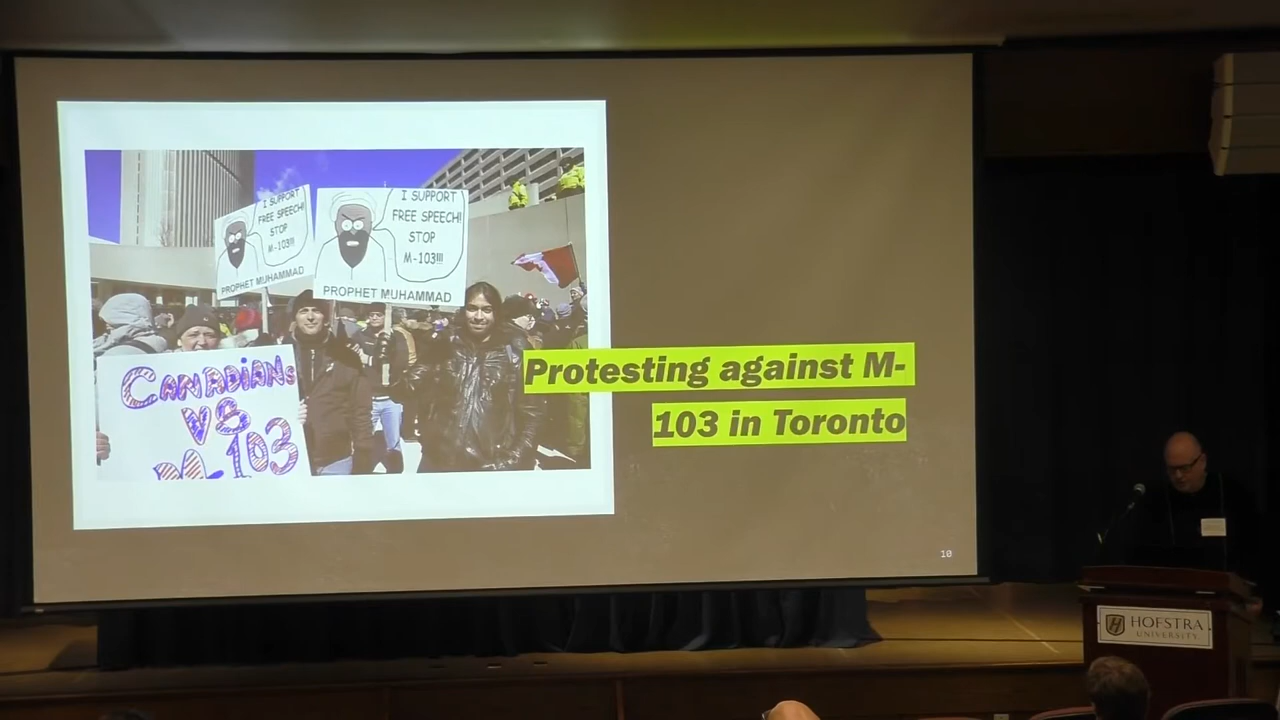 I SUPPORT
FREE SPEECH!
STOP
M-103!!!
PROPHET MUHAMMAD
I SUPPORT
FREE SPEECH!
STOP
M-103!!!
PROPHET MUHAMMAD
CANADIANS
VS
M-103
Protesting against M-
103 in Toronto
10
HOFSTRA
UNIVERSITY